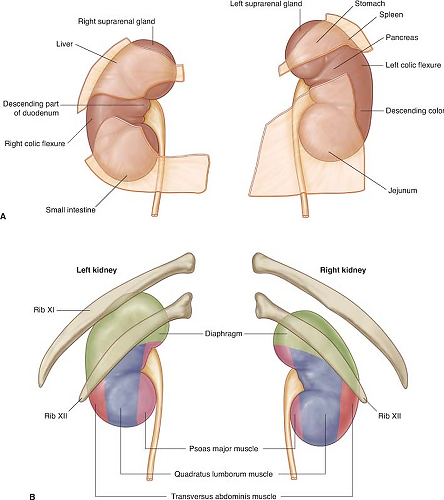 Right suprarenal gland
Liver
Descending part
of duodenum
Right colic flexure
Small intestine
Left suprarenal gland
Stomach
Spleen
Pancreas
Left colic flexure
Descending colon
Jejunum
A
Left kidney
Right kidney
Rib XI
Diaphragm
Rib XII
Rib XII
Psoas major muscle
Quadratus lumborum muscle
Transversus abdominis muscle
B